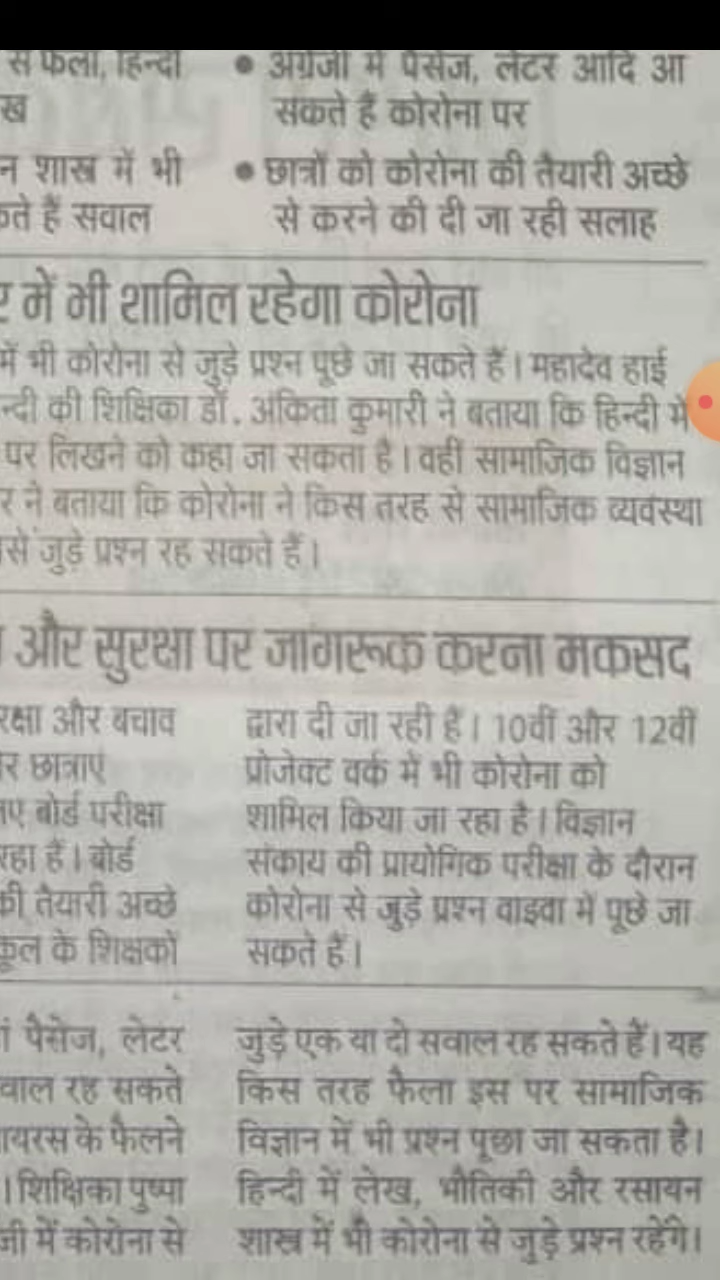 से फैला, हिन्दी
शास्त्र में भी
हैं सवाल
• अंग्रेजी में पैसेज, लेटर आदि आ
सकते हैं कोरोना पर
• छात्रों को कोरोना की तैयारी अच्छे
से करने की दी जा रही सलाह
में भी शामिल रहेगा कोरोना
में भी कोरोना से जुड़े प्रश्न पूछे जा सकते हैं। महादेव हाई
की शिक्षिका डॉ. अंकिता कुमारी ने बताया कि हिन्दी में
पर लिखने को कहा जा सकता है। वहीं सामाजिक विज्ञान
ने बताया कि कोरोना ने किस तरह से सामाजिक व्यवस्था
जुड़े प्रश्न रह सकते हैं।
और सुरक्षा पर जागरूक करना मकसद
और बचाव
छात्राएं
बोर्ड परीक्षा
रहा है। बोर्ड
की तैयारी अच्छे
के शिक्षकों
द्वारा दी जा रही है। 10वीं और 12वीं
प्रोजेक्ट वर्क में भी कोरोना को
शामिल किया जा रहा है। विज्ञान
संकाय की प्रायोगिक परीक्षा के दौरान
कोरोना से जुड़े प्रश्न वाइवा में पूछे जा
सकते हैं।
पैसेज, लेटर
रह सकते
के फैलने
। शिक्षिका पुष्पा
में कोरोना से
जुड़े एक या दो सवाल रह सकते हैं। यह
किस तरह फैला इस पर सामाजिक
विज्ञान में भी प्रश्न पूछा जा सकता है।
हिन्दी में लेख, भौतिकी और रसायन
शास्त्र में भी कोरोना से जुड़े प्रश्न रहेंगे।